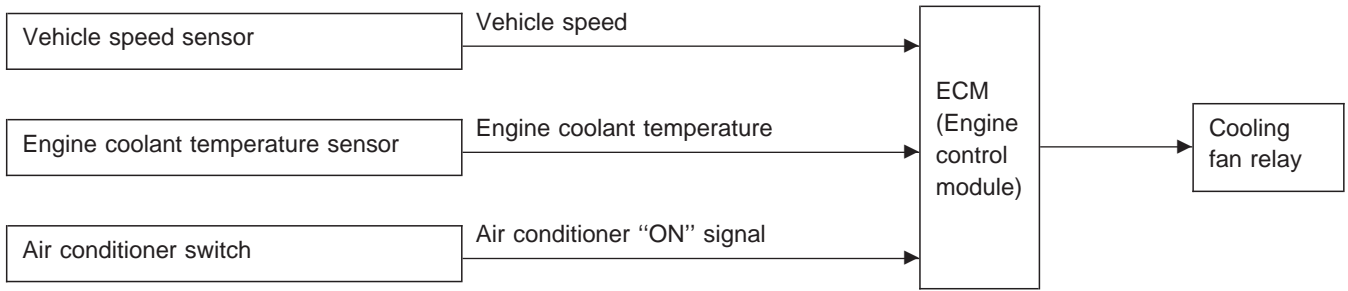 Vehicle speed sensor
Vehicle speed
Engine coolant temperature sensor
Engine coolant temperature
Air conditioner switch
Air conditioner ‘‘ON’’ signal
ECM
(Engine
control
module)
Cooling
fan relay